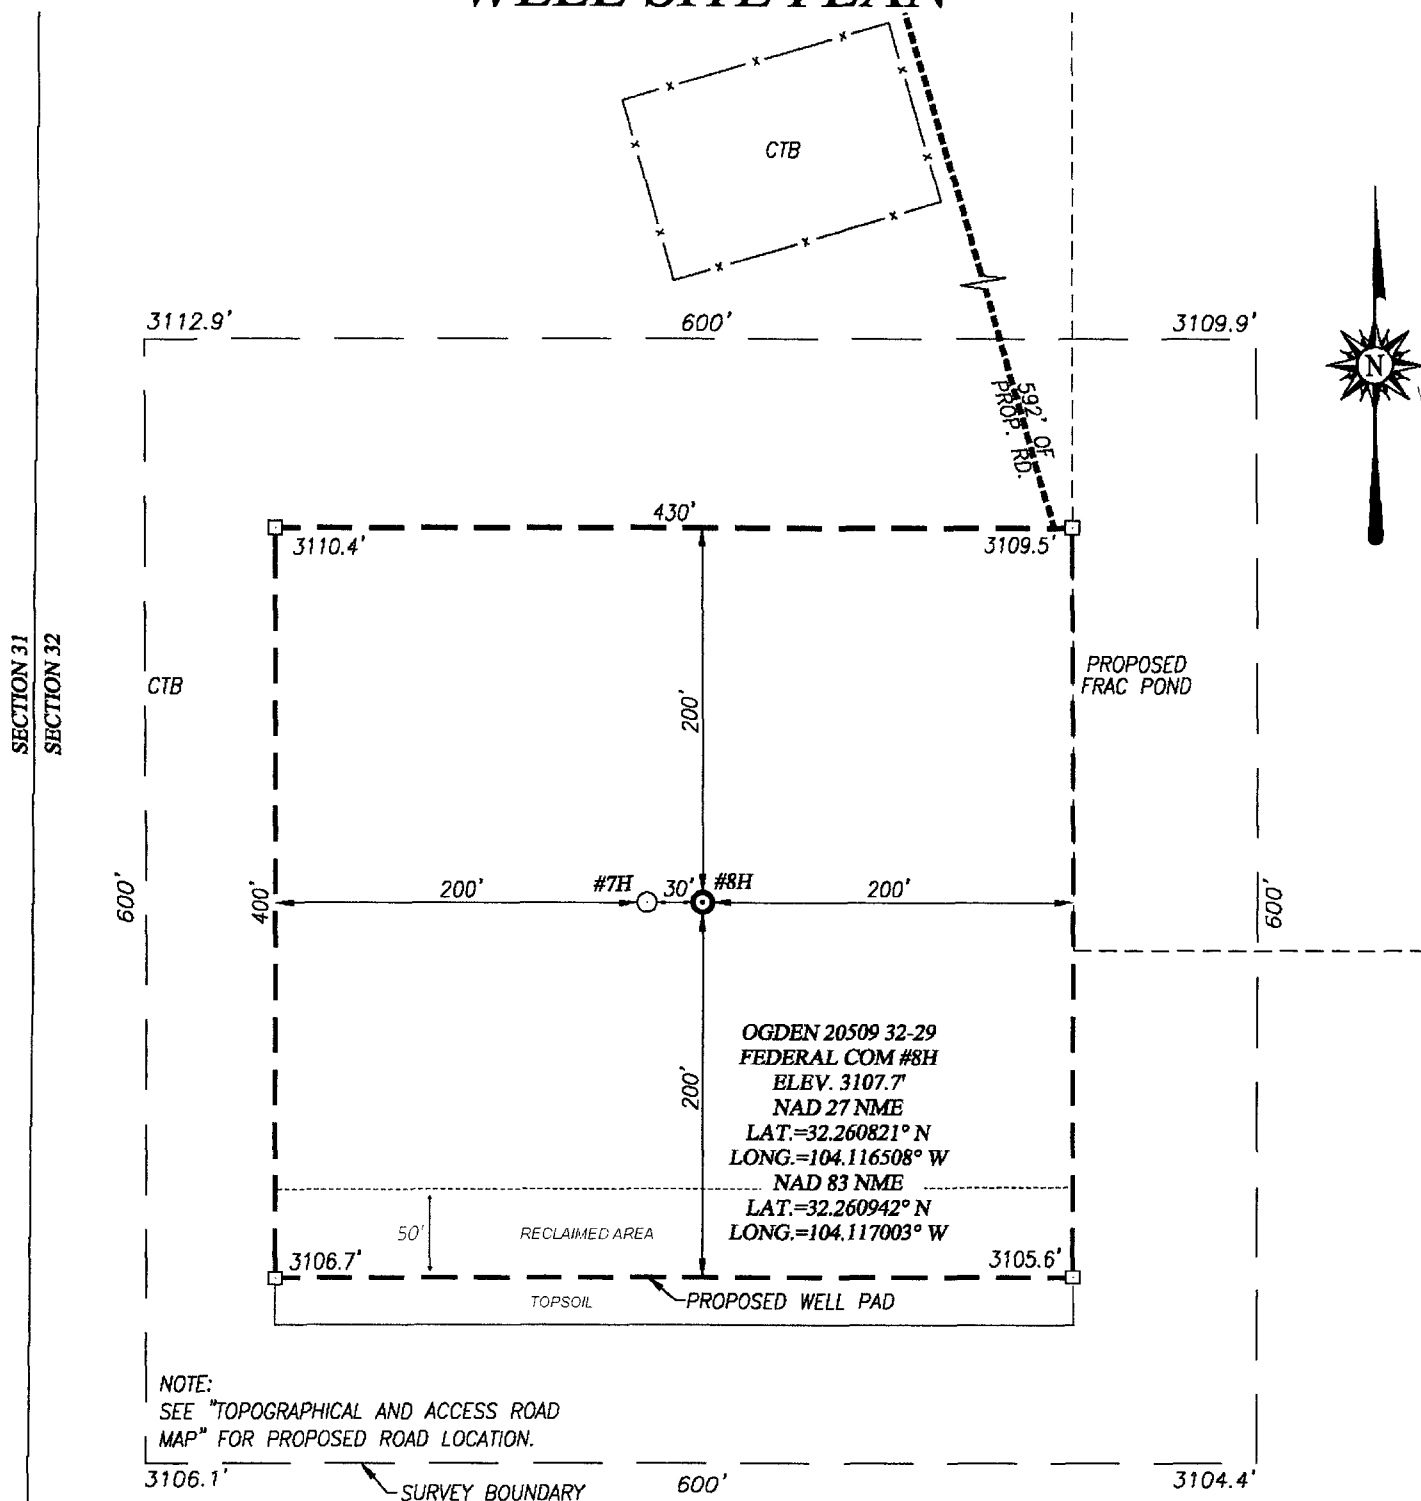 WELL SITE PLAN
CTB
3112.9'
600'
3109.9'
N
592' OF
PROP. RD.
430'
3110.4'
3109.5'
SECTION 31
SECTION 32
CTB
PROPOSED
FRAC POND
200'
600'
400'
200'
#7H
30'
#8H
200'
600'
200'
OGDEN 20509 32-29
FEDERAL COM #8H
ELEV. 3107.7'
NAD 27 NME
LAT.=32.260821° N
LONG.=104.116508° W
NAD 83 NME
LAT.=32.260942° N
LONG.=104.117003° W
50'
RECLAIMED AREA
3106.7'
3105.6'
TOPSOIL
PROPOSED WELL PAD
NOTE:
SEE "TOPOGRAPHICAL AND ACCESS ROAD
MAP" FOR PROPOSED ROAD LOCATION.
3106.1'
SURVEY BOUNDARY
600'
3104.4'